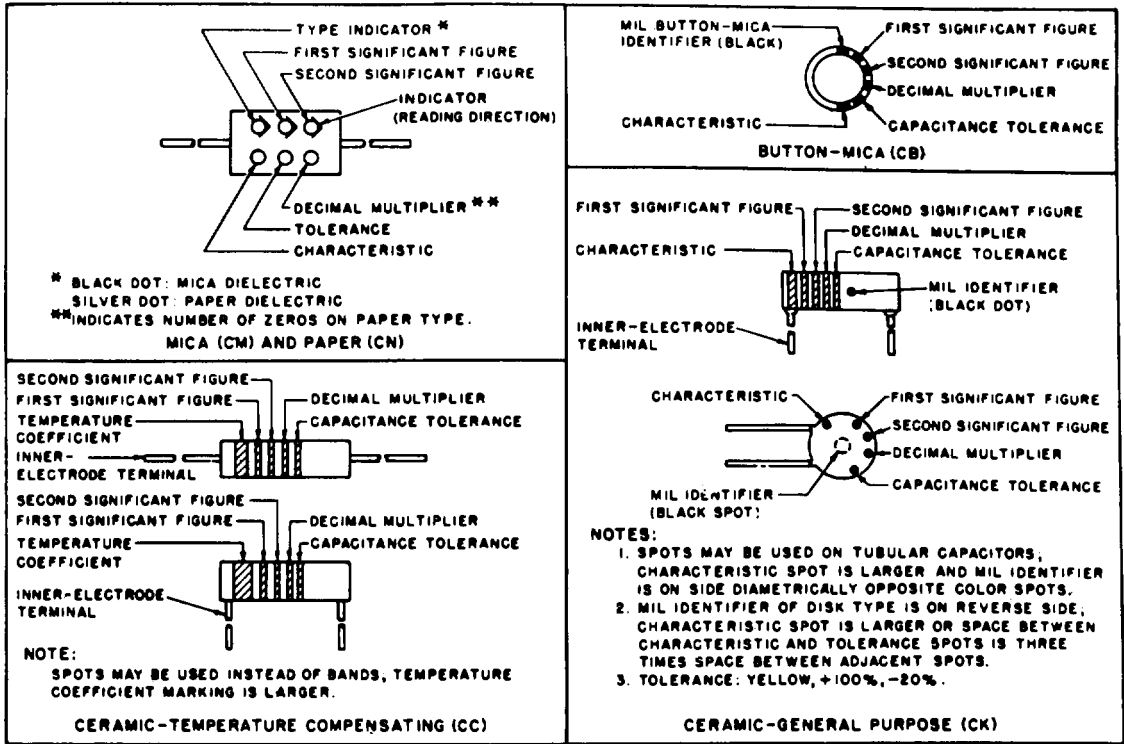 TYPE INDICATOR *
FIRST SIGNIFICANT FIGURE
SECOND SIGNIFICANT FIGURE
INDICATOR
(READING DIRECTION)
DECIMAL MULTIPLIER **
TOLERANCE
CHARACTERISTIC
* BLACK DOT: MICA DIELECTRIC
SILVER DOT: PAPER DIELECTRIC
** INDICATES NUMBER OF ZEROS ON PAPER TYPE.
MICA (CM) AND PAPER (CN)
MIL BUTTON-MICA
IDENTIFIER (BLACK)
FIRST SIGNIFICANT FIGURE
SECOND SIGNIFICANT FIGURE
DECIMAL MULTIPLIER
CHARACTERISTIC
CAPACITANCE TOLERANCE
BUTTON-MICA (CB)
SECOND SIGNIFICANT FIGURE
FIRST SIGNIFICANT FIGURE
DECIMAL MULTIPLIER
TEMPERATURE
COEFFICIENT
CAPACITANCE TOLERANCE
INNER-
ELECTRODE TERMINAL
SECOND SIGNIFICANT FIGURE
FIRST SIGNIFICANT FIGURE
DECIMAL MULTIPLIER
TEMPERATURE
COEFFICIENT
CAPACITANCE TOLERANCE
INNER-ELECTRODE
TERMINAL
NOTE:
SPOTS MAY BE USED INSTEAD OF BANDS, TEMPERATURE
COEFFICIENT MARKING IS LARGER.
CERAMIC-TEMPERATURE COMPENSATING (CC)
FIRST SIGNIFICANT FIGURE
SECOND SIGNIFICANT FIGURE
DECIMAL MULTIPLIER
CHARACTERISTIC
CAPACITANCE TOLERANCE
MIL IDENTIFIER
(BLACK DOT)
INNER-ELECTRODE
TERMINAL
CHARACTERISTIC
FIRST SIGNIFICANT FIGURE
SECOND SIGNIFICANT FIGURE
DECIMAL MULTIPLIER
CAPACITANCE TOLERANCE
MIL IDENTIFIER
(BLACK SPOT)
NOTES:
1. SPOTS MAY BE USED ON TUBULAR CAPACITORS,
CHARACTERISTIC SPOT IS LARGER AND MIL IDENTIFIER
IS ON SIDE DIAMETRICALLY OPPOSITE COLOR SPOTS.
2. MIL IDENTIFIER OF DISK TYPE IS ON REVERSE SIDE;
CHARACTERISTIC SPOT IS LARGER OR SPACE BETWEEN
CHARACTERISTIC AND TOLERANCE SPOTS IS THREE
TIMES SPACE BETWEEN ADJACENT SPOTS.
3. TOLERANCE: YELLOW, +100%, -20%.
CERAMIC-GENERAL PURPOSE (CK)